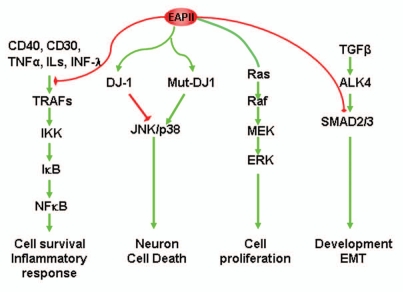 EAPII
CD40, CD30,
TNFα, ILs, INF-λ
TGFβ
DJ-1
Mut-DJ1
Ras
ALK4
TRAFs
Raf
SMAD2/3
JNK/p38
IKK
MEK
ERK
IκB
NFκB
Cell survival
Inflammatory
response
Neuron
Cell Death
Cell
proliferation
Development
EMT